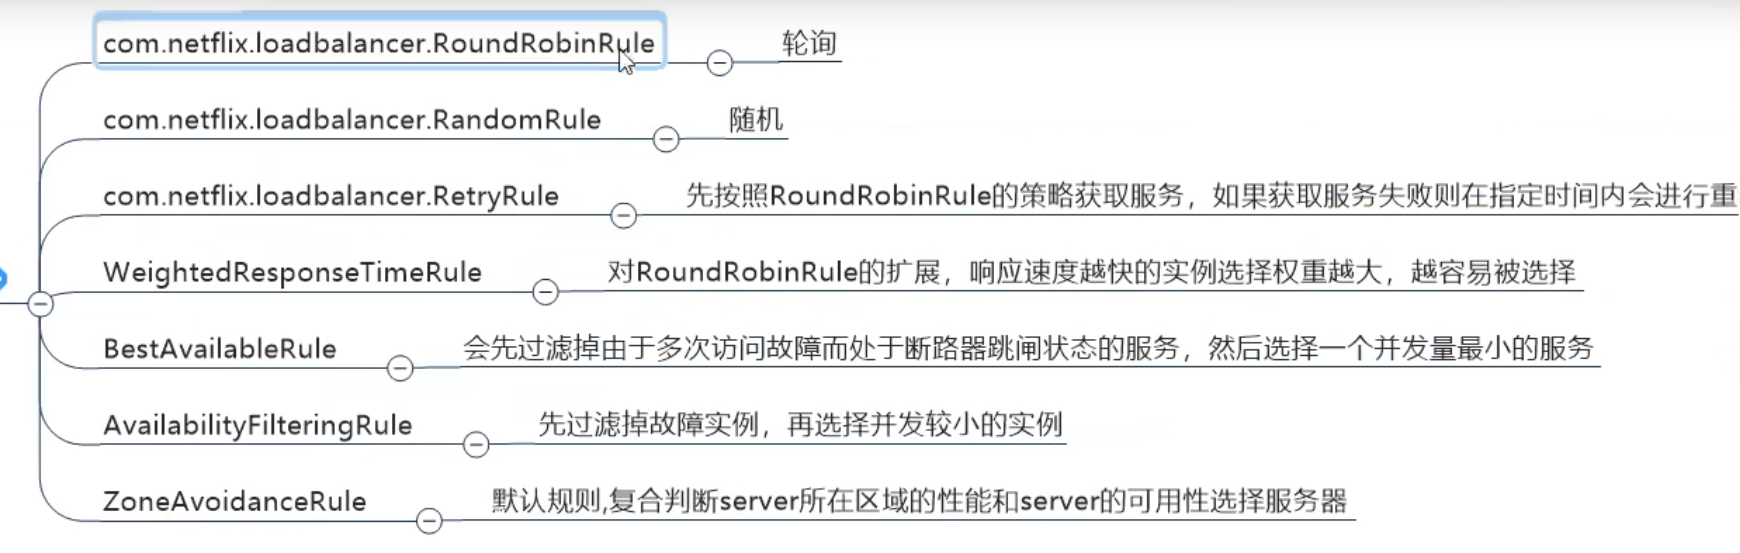 com.netflix.loadbalancer.RoundRobinRule 轮询
com.netflix.loadbalancer.RandomRule 随机
com.netflix.loadbalancer.RetryRule 先按照RoundRobinRule的策略获取服务，如果获取服务失败则在指定时间内会进行重
WeightedResponseTimeRule 对RoundRobinRule的扩展，响应速度越快的实例选择权重越大，越容易被选择
BestAvailableRule 会先过滤掉由于多次访问故障而处于断路器跳闸状态的服务，然后选择一个并发量最小的服务
AvailabilityFilteringRule 先过滤掉故障实例，再选择并发较小的实例
ZoneAvoidanceRule 默认规则,复合判断server所在区域的性能和server的可用性选择服务器